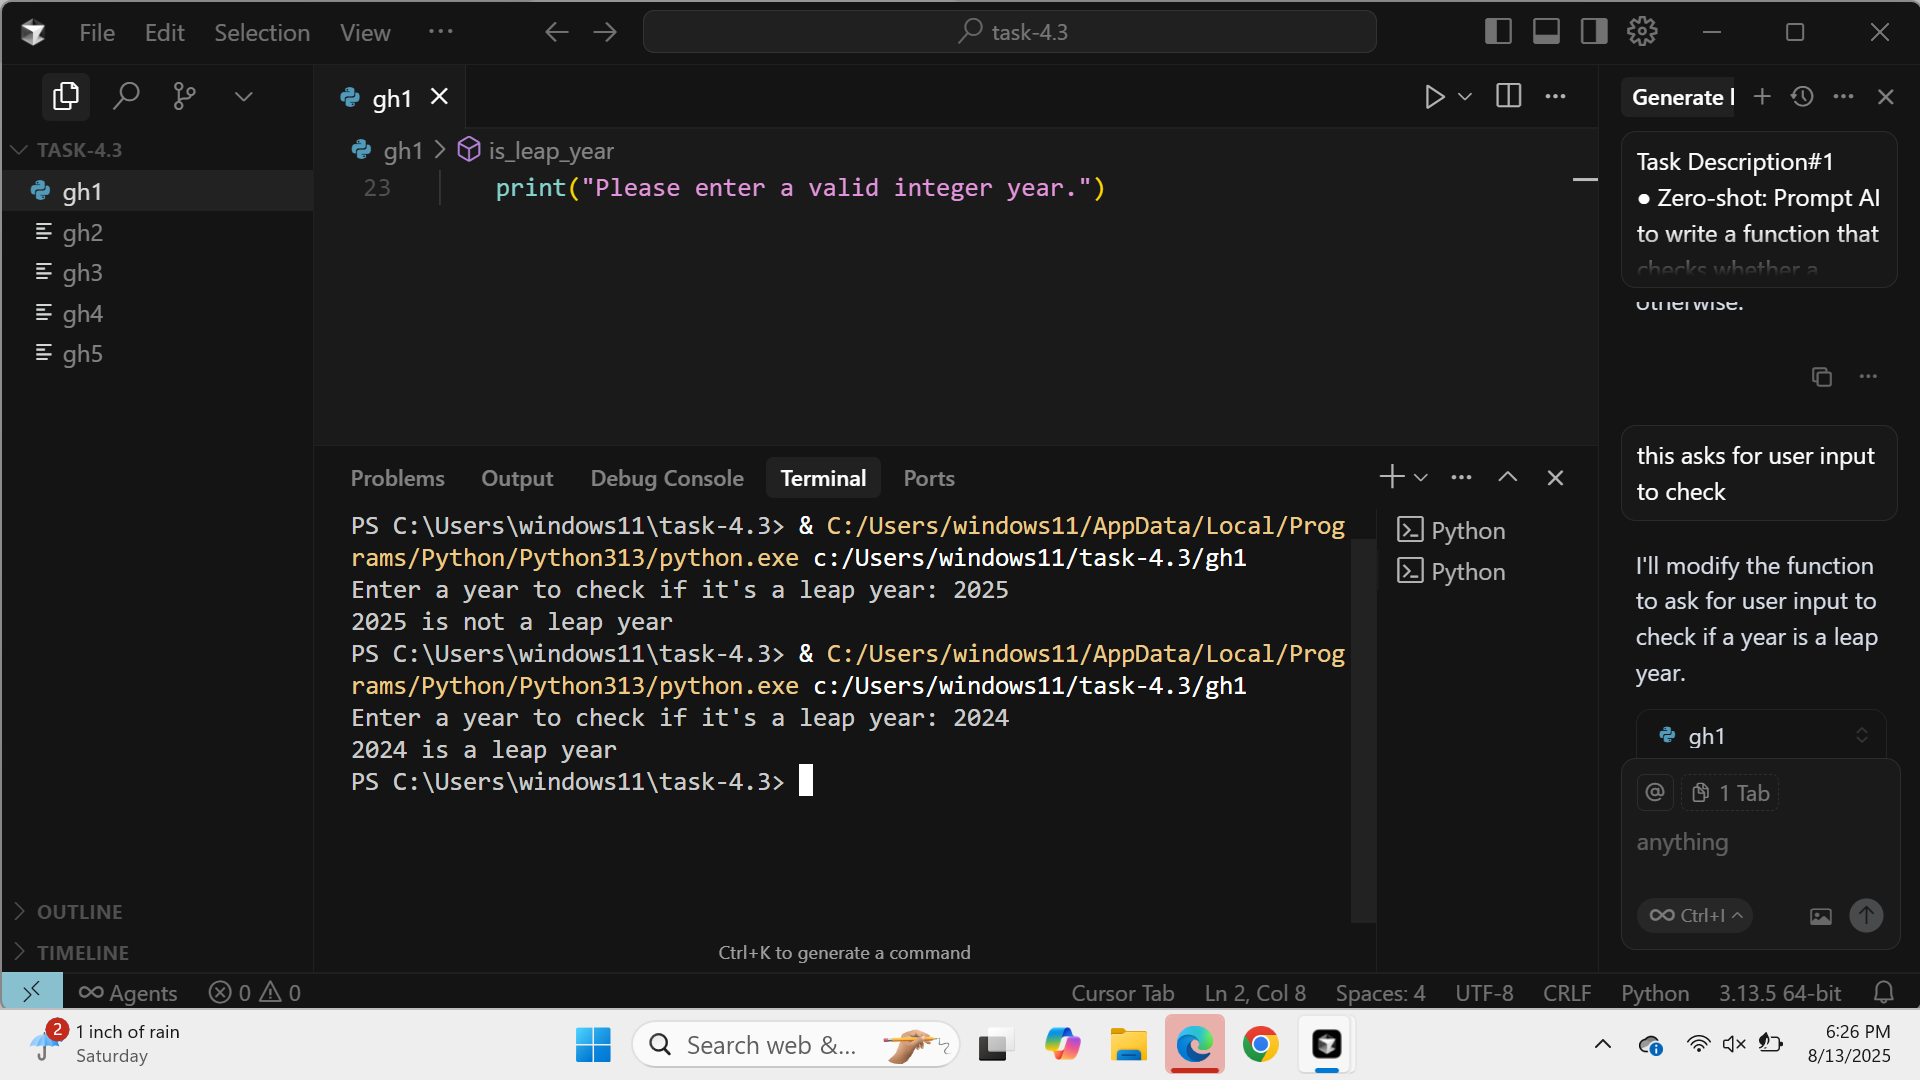 File Edit Selection View ···
task-4.3
TASK-4.3
gh1
gh2
gh3
gh4
gh5
OUTLINE
TIMELINE
gh1
gh1 > is_leap_year
23 print("Please enter a valid integer year.")
Problems Output Debug Console Terminal Ports
PS C:\Users\windows11\task-4.3> & C:/Users/windows11/AppData/Local/Prog
rams/Python/Python313/python.exe c:/Users/windows11/task-4.3/gh1
Enter a year to check if it's a leap year: 2025
2025 is not a leap year
PS C:\Users\windows11\task-4.3> & C:/Users/windows11/AppData/Local/Prog
rams/Python/Python313/python.exe c:/Users/windows11/task-4.3/gh1
Enter a year to check if it's a leap year: 2024
2024 is a leap year
PS C:\Users\windows11\task-4.3>
Python
Python
Ctrl+K to generate a command
Generate
Task Description#1
● Zero-shot: Prompt AI
to write a function that
checks whether a
otherwise.
this asks for user input
to check
I'll modify the function
to ask for user input to
check if a year is a leap
year.
gh1
@ 1 Tab
anything
Ctrl+I
Agents 0 0
Cursor Tab Ln 2, Col 8 Spaces: 4 UTF-8 CRLF Python 3.13.5 64-bit
2
1 inch of rain
Saturday
Search web &...
6:26 PM
8/13/2025